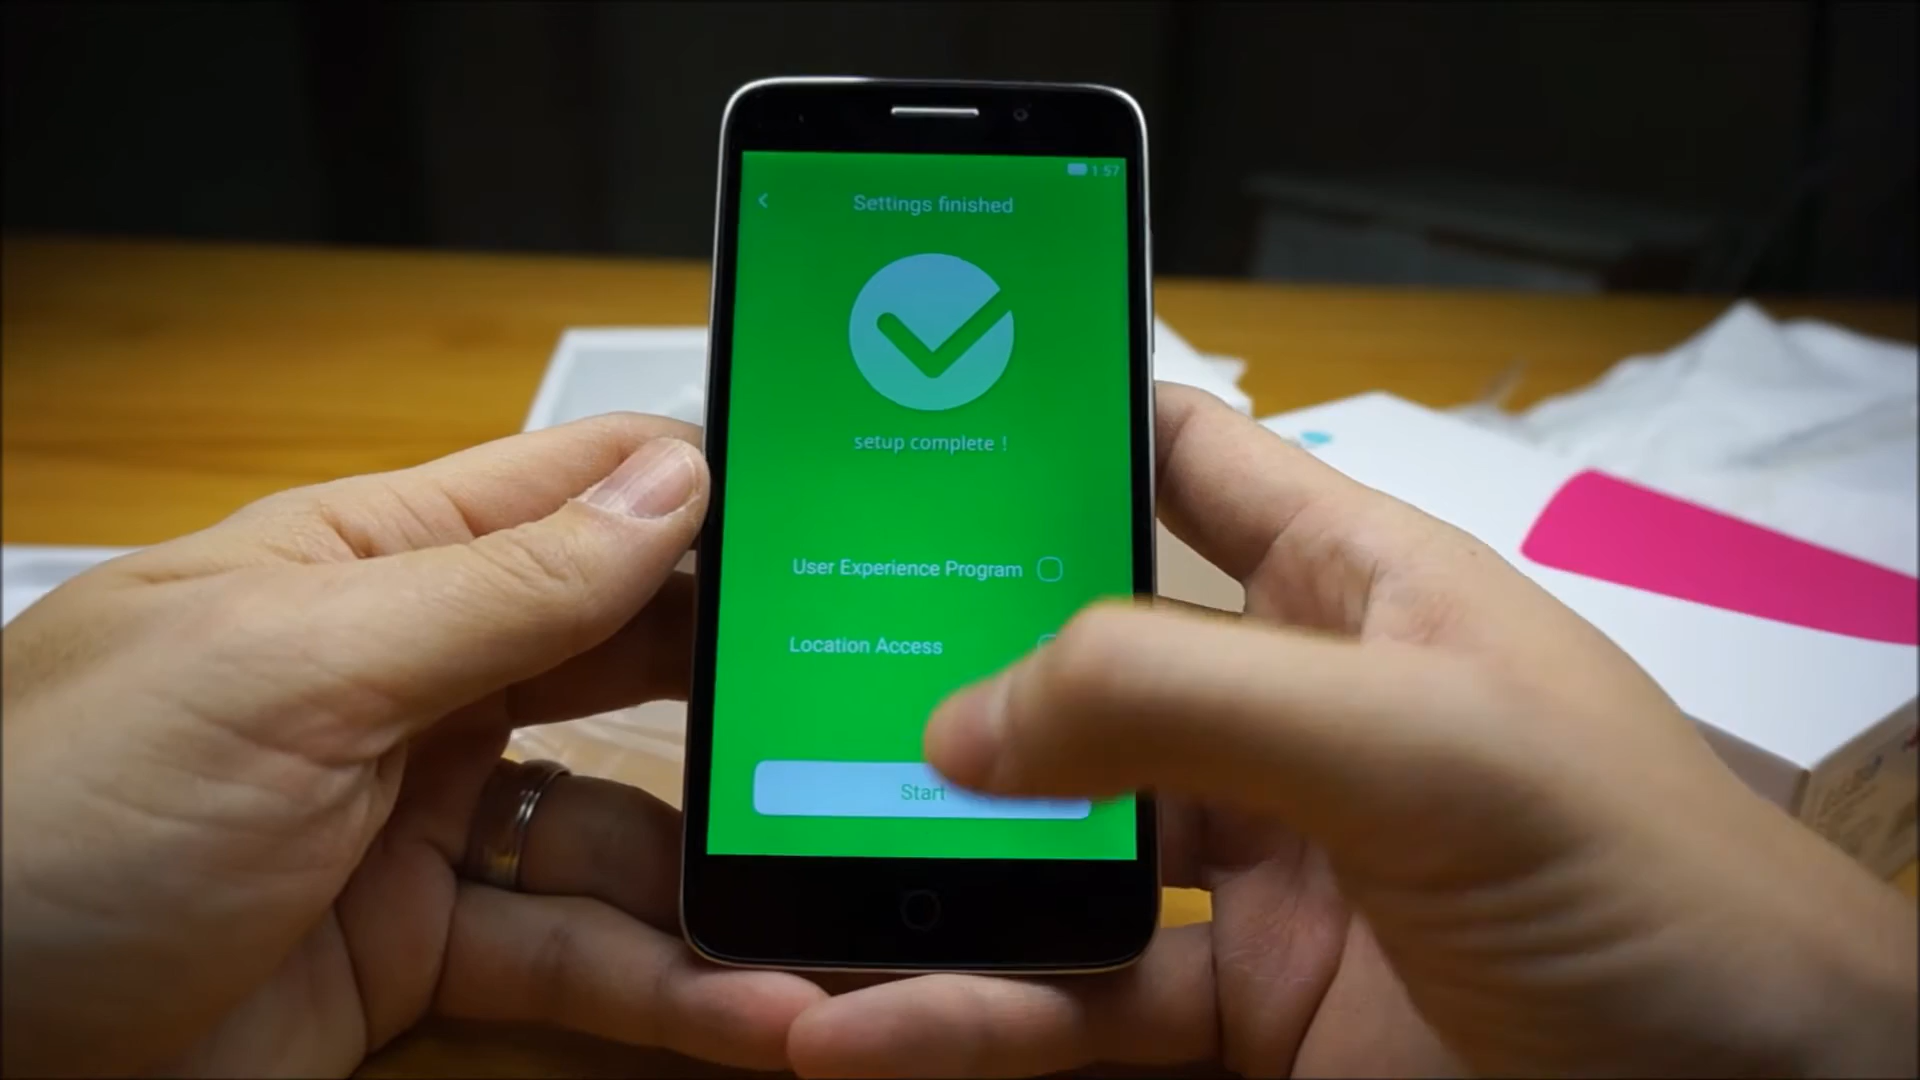 1:57
Settings finished
setup complete !
User Experience Program
Location Access
Start